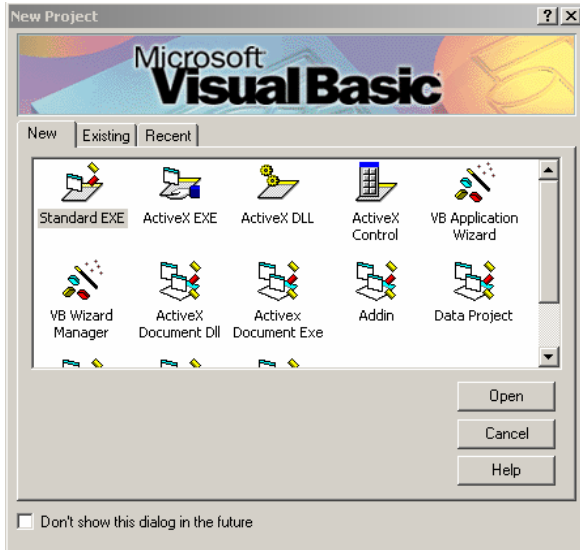 New Project
Microsoft
Visual Basic
New
Existing
Recent
Standard EXE
ActiveX EXE
ActiveX DLL
ActiveX
Control
VB Application
Wizard
VB Wizard
Manager
ActiveX
Document Dll
Activex
Document Exe
Addin
Data Project
Open
Cancel
Help
Don't show this dialog in the future